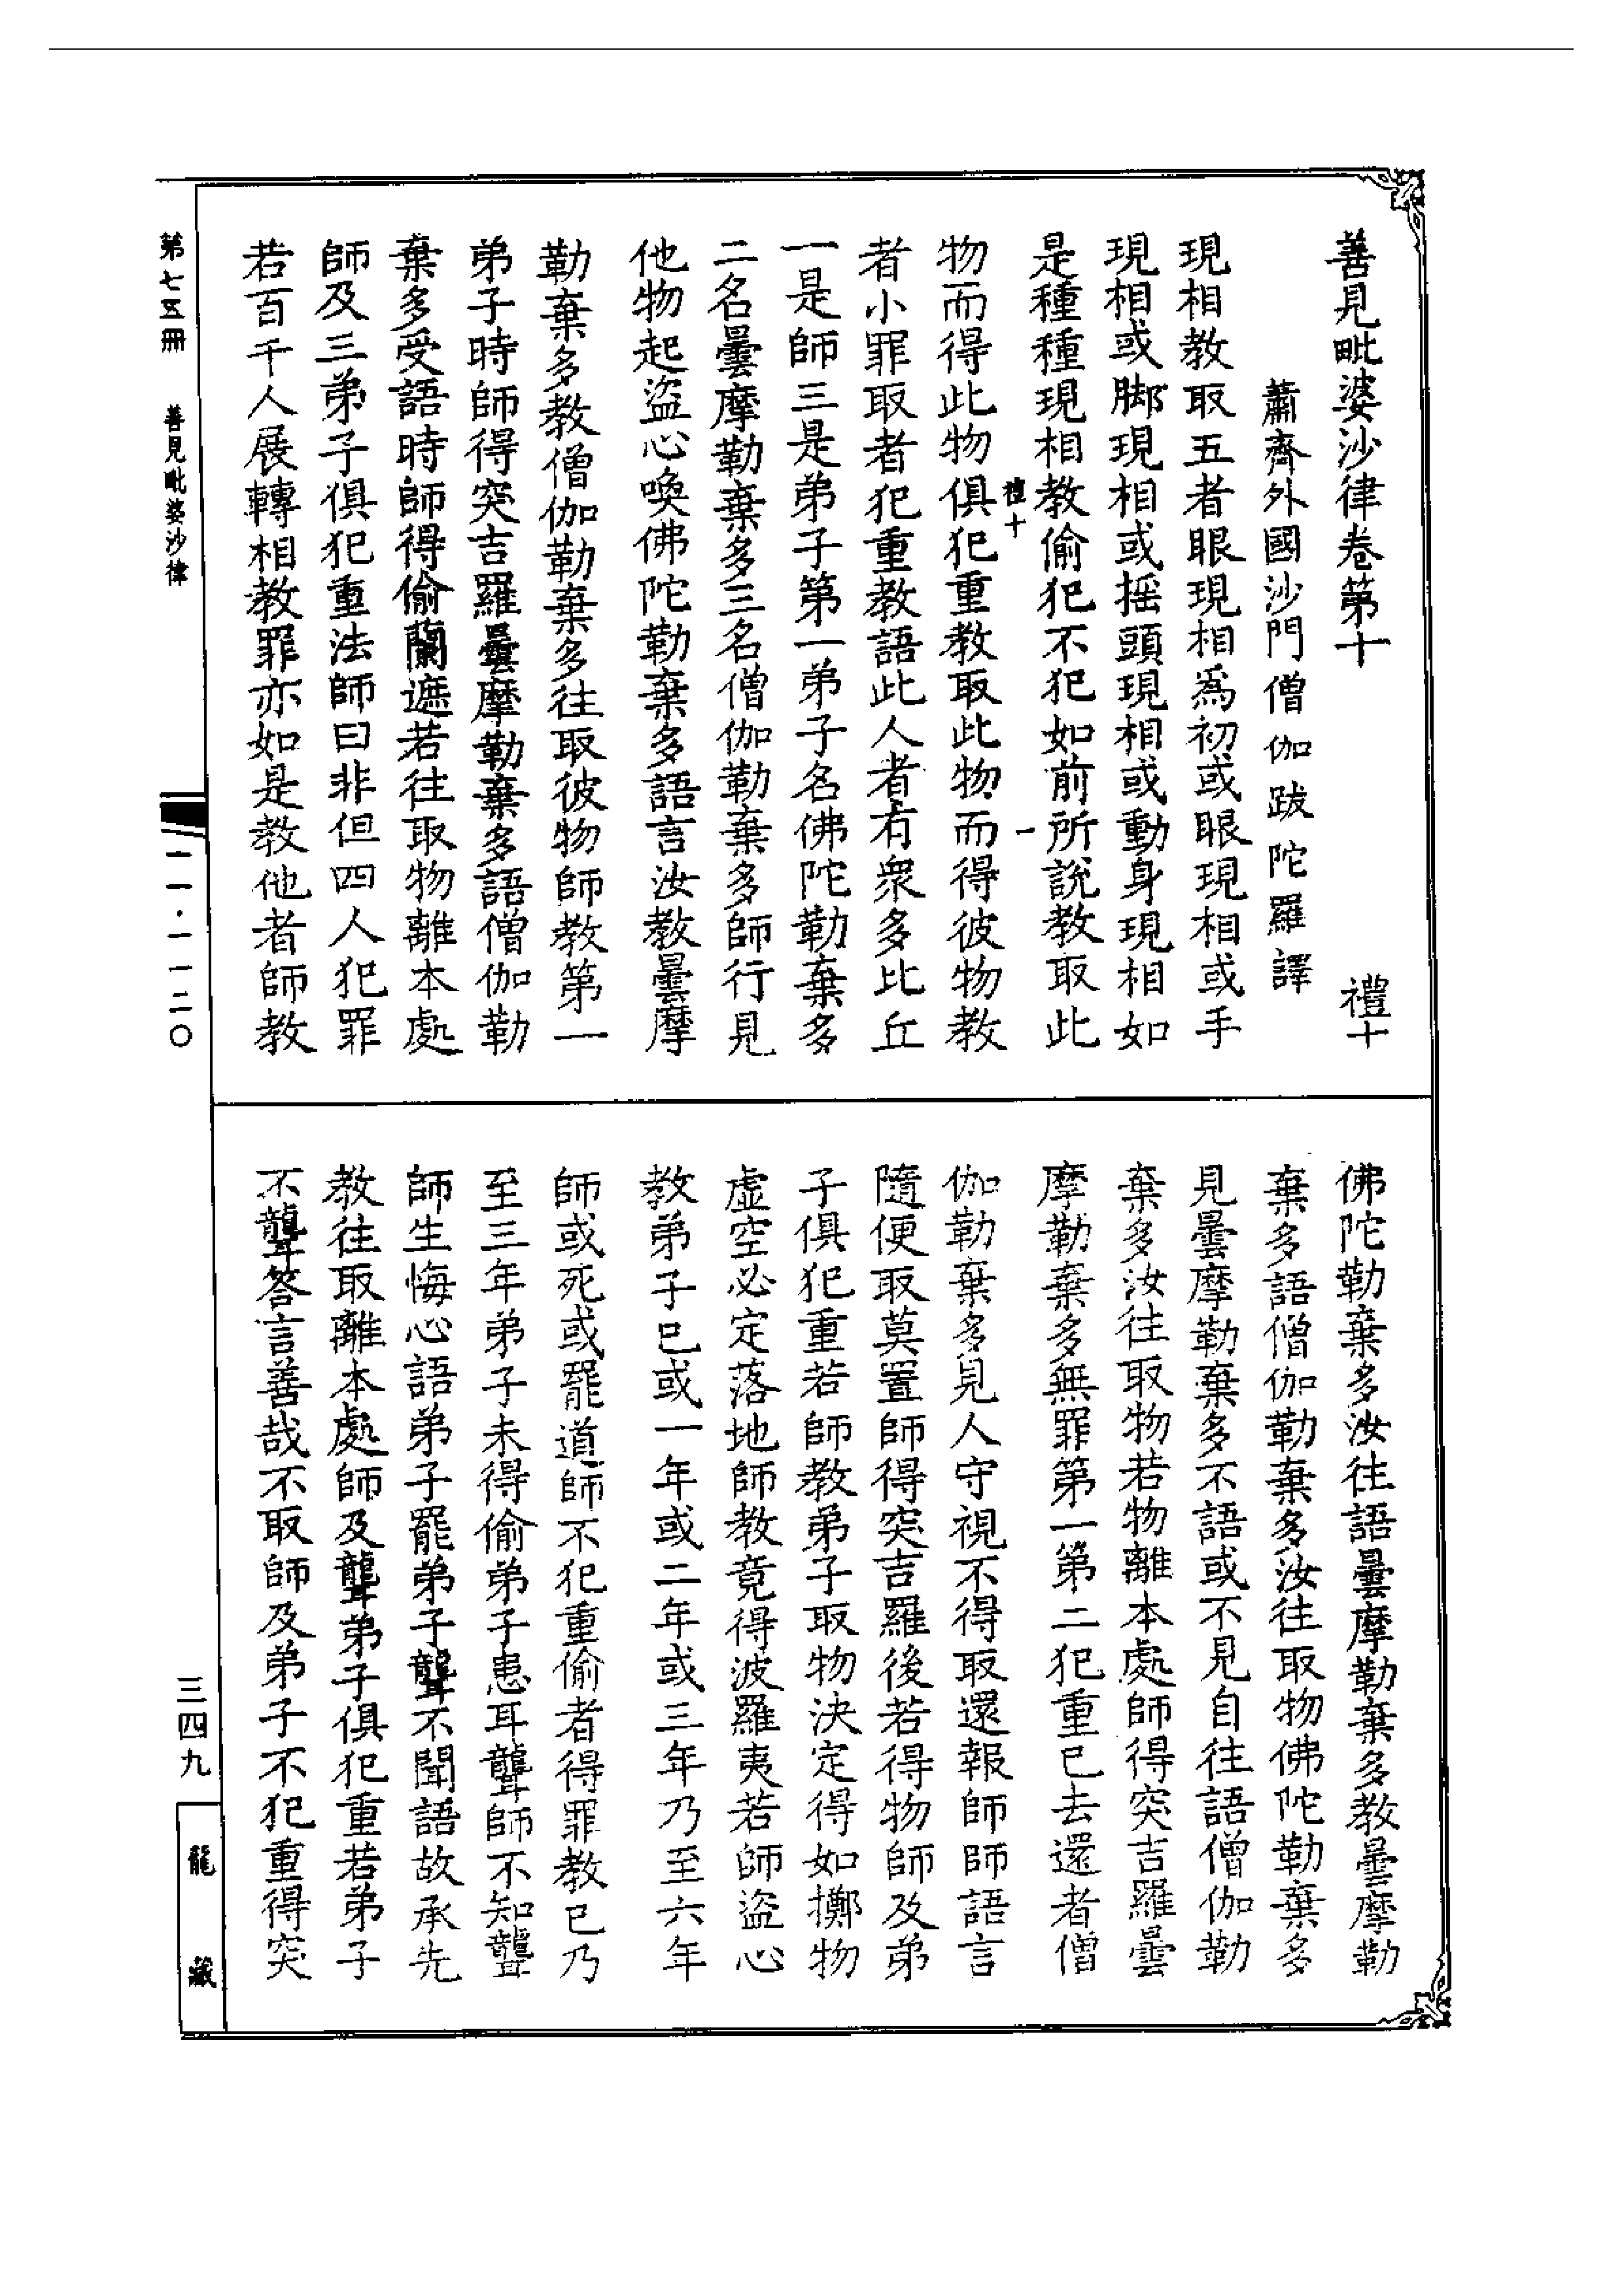 善見毗婆沙律卷第十　禮十
蕭齊外國沙門僧伽跋陀羅譯
現相教取五者眼現相為初或眼現相或手
現相或脚現相或搖頭現相或動身現相如
是種種現相教偷犯不犯如前所說教取此
禮十　一
物而得此物俱犯重教取此物而得彼物教
者小罪取者犯重教語此人者有眾多比丘
一是師三是弟子第一弟子名佛陀勒棄多
二名曇摩勒棄多三名僧伽勒棄多師行見
他物起盜心喚佛陀勒棄多語言汝教曇摩
勒棄多教僧伽勒棄多往取彼物師教第一
弟子時師得突吉羅曇摩勒棄多語僧伽勒
棄多受語時師得偷蘭遮若往取物離本處
師及三弟子俱犯重法師曰非但四人犯罪
若百千人展轉相教罪亦如是教他者師教
佛陀勒棄多汝往語曇摩勒棄多教曇摩勒
棄多語僧伽勒棄多汝往取物佛陀勒棄多
見曇摩勒棄多不語或不見自往語僧伽勒
棄多汝往取物若物離本處師得突吉羅曇
摩勒棄多無罪第一第二犯重已去還者僧
伽勒棄多見人守視不得取還報師師語言
隨便取莫置師得突吉羅後若得物師及弟
子俱犯重若師教弟子取物決定得如擲物
虛空必定落地師教竟得波羅夷若師盜心
教弟子已或一年或二年或三年乃至六年
師或死或罷道師不犯重偷者得罪教已乃
至三年弟子未得偷弟子患耳聾師不知聾
師生悔心語弟子罷弟子聾不聞語故承先
教往取離本處師及聾弟子俱犯重若弟子
不聾答言善哉不取師及弟子不犯重得突
第七五冊　善見毗婆沙律
一一·一一二〇
三四九
龍藏